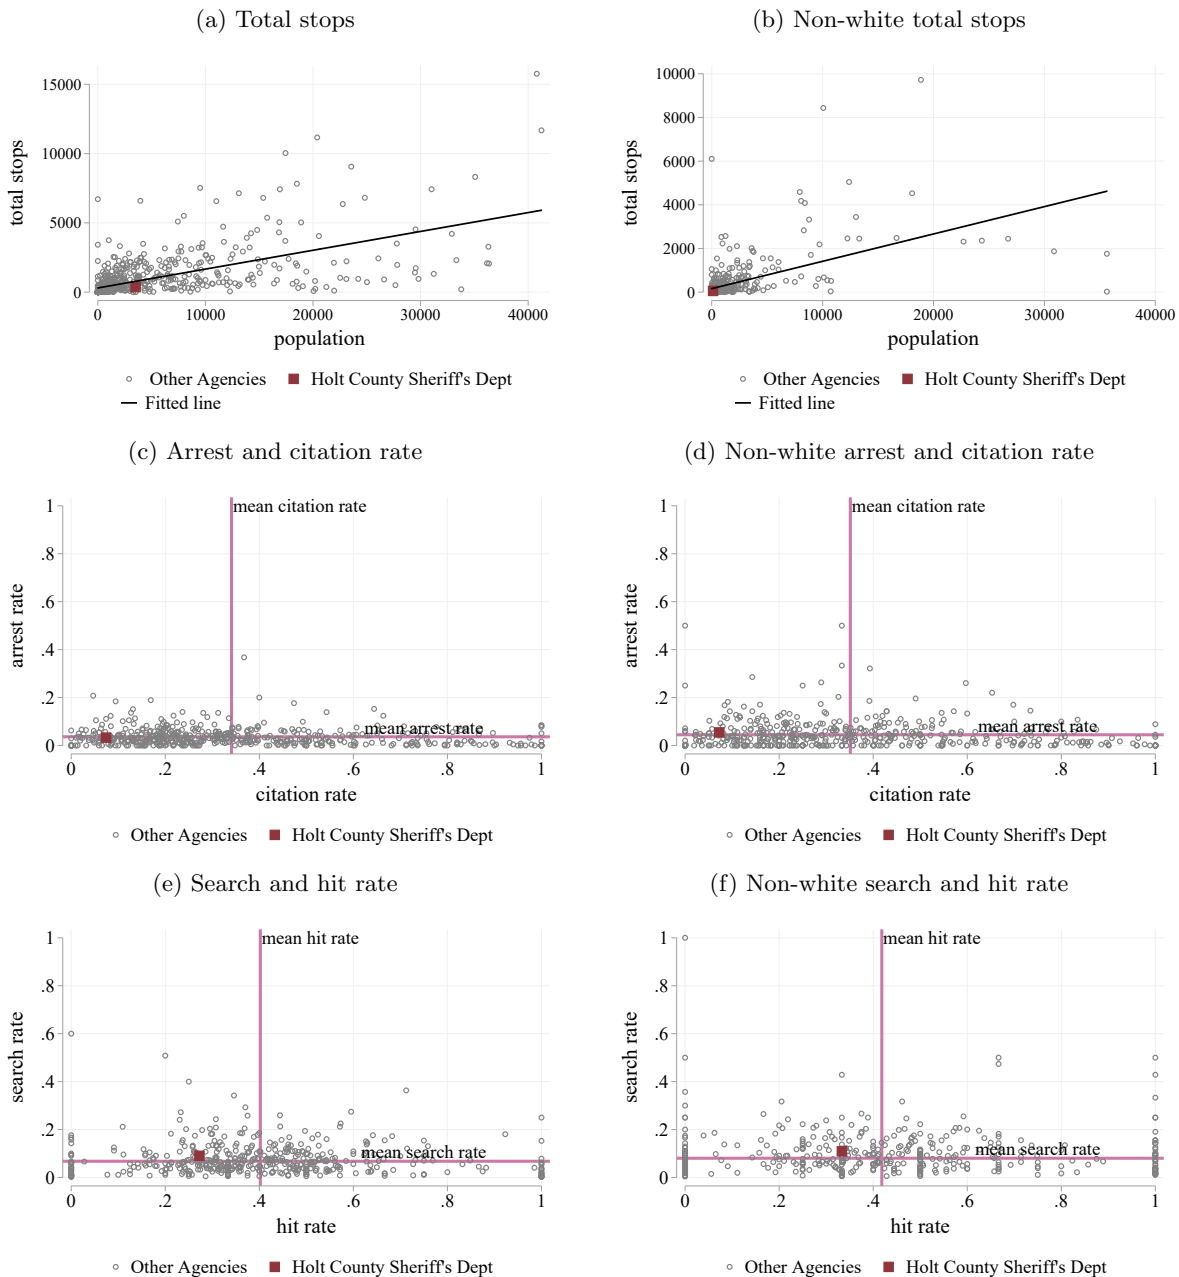 (a) Total stops
15000
10000
5000
0
total stops
0 10000 20000 30000 40000
population
Other Agencies Holt County Sheriff's Dept
Fitted line
(b) Non-white total stops
10000
8000
6000
4000
2000
0
total stops
0 10000 20000 30000 40000
population
Other Agencies Holt County Sheriff's Dept
Fitted line
(c) Arrest and citation rate
1
.8
.6
.4
.2
0
arrest rate
mean citation rate
mean arrest rate
0 .2 .4 .6 .8 1
citation rate
Other Agencies Holt County Sheriff's Dept
(d) Non-white arrest and citation rate
1
.8
.6
.4
.2
0
arrest rate
mean citation rate
mean arrest rate
0 .2 .4 .6 .8 1
citation rate
Other Agencies Holt County Sheriff's Dept
(e) Search and hit rate
1
.8
.6
.4
.2
0
search rate
mean hit rate
mean search rate
0 .2 .4 .6 .8 1
hit rate
Other Agencies Holt County Sheriff's Dept
(f) Non-white search and hit rate
1
.8
.6
.4
.2
0
search rate
mean hit rate
mean search rate
0 .2 .4 .6 .8 1
hit rate
Other Agencies Holt County Sheriff's Dept